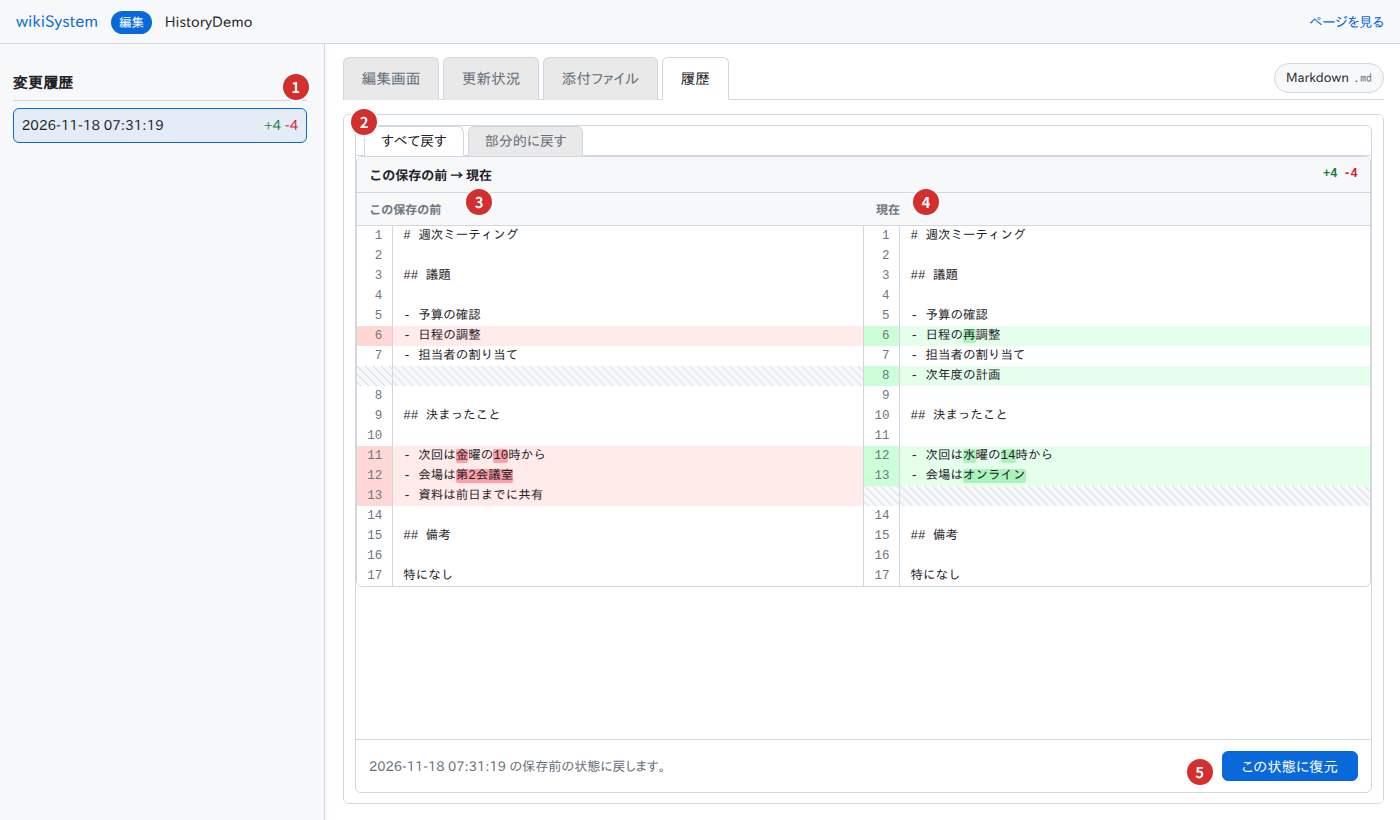 wikiSystem 編集 HistoryDemo ページを見る
変更履歴 1
2026-11-18 07:31:19 +4 -4
編集画面 更新状況 添付ファイル 履歴 Markdown .md
2 すべて戻す 部分的に戻す
この保存の前 → 現在 +4 -4
この保存の前 3 現在 4
1 # 週次ミーティング 1 # 週次ミーティング
2 2
3 ## 議題 3 ## 議題
4 4
5 - 予算の確認 5 - 予算の確認
6 - 日程の調整 6 - 日程の再調整
7 - 担当者の割り当て 7 - 担当者の割り当て
8 - 次年度の計画
8 9
9 ## 決まったこと 10 ## 決まったこと
10 11
11 - 次回は金曜の10時から 12 - 次回は水曜の14時から
12 - 会場は第2会議室 13 - 会場はオンライン
13 - 資料は前日までに共有
14 14
15 ## 備考 15 ## 備考
16 16
17 特になし 17 特になし
2026-11-18 07:31:19 の保存前の状態に戻します。 5 この状態に復元